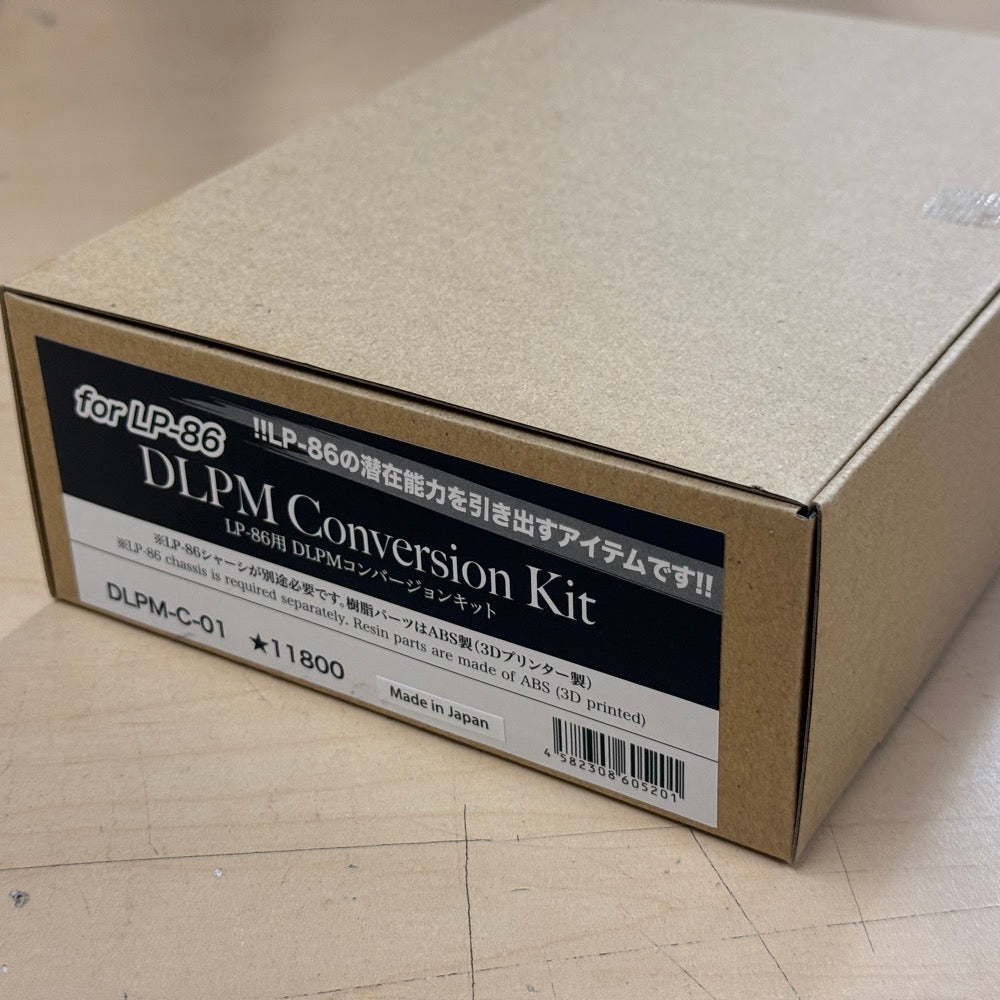 for LP-86
!!LP-86の潜在能力を引き出すアイテムです!!
DLPM Conversion Kit
LP-86用 DLPMコンバージョンキット
※LP-86シャーシが別途必要です。樹脂パーツはABS製(3Dプリンター製)
※LP-86 chassis is required separately. Resin parts are made of ABS (3D printed)
DLPM-C-01 ★11800
Made in Japan
4 582308 605201